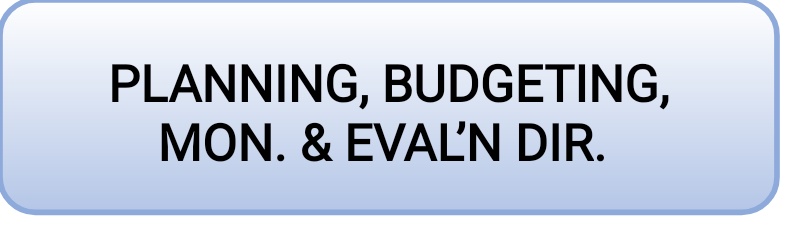 PLANNING, BUDGETING,
MON. & EVAL’N DIR.